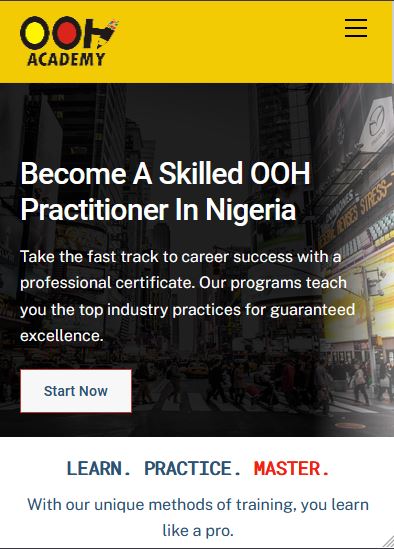 OOH
ACADEMY
Become A Skilled OOH
Practitioner In Nigeria
Take the fast track to career success with a
professional certificate. Our programs teach
you the top industry practices for guaranteed
excellence.
Start Now
LEARN. PRACTICE. MASTER.
With our unique methods of training, you learn
like a pro.